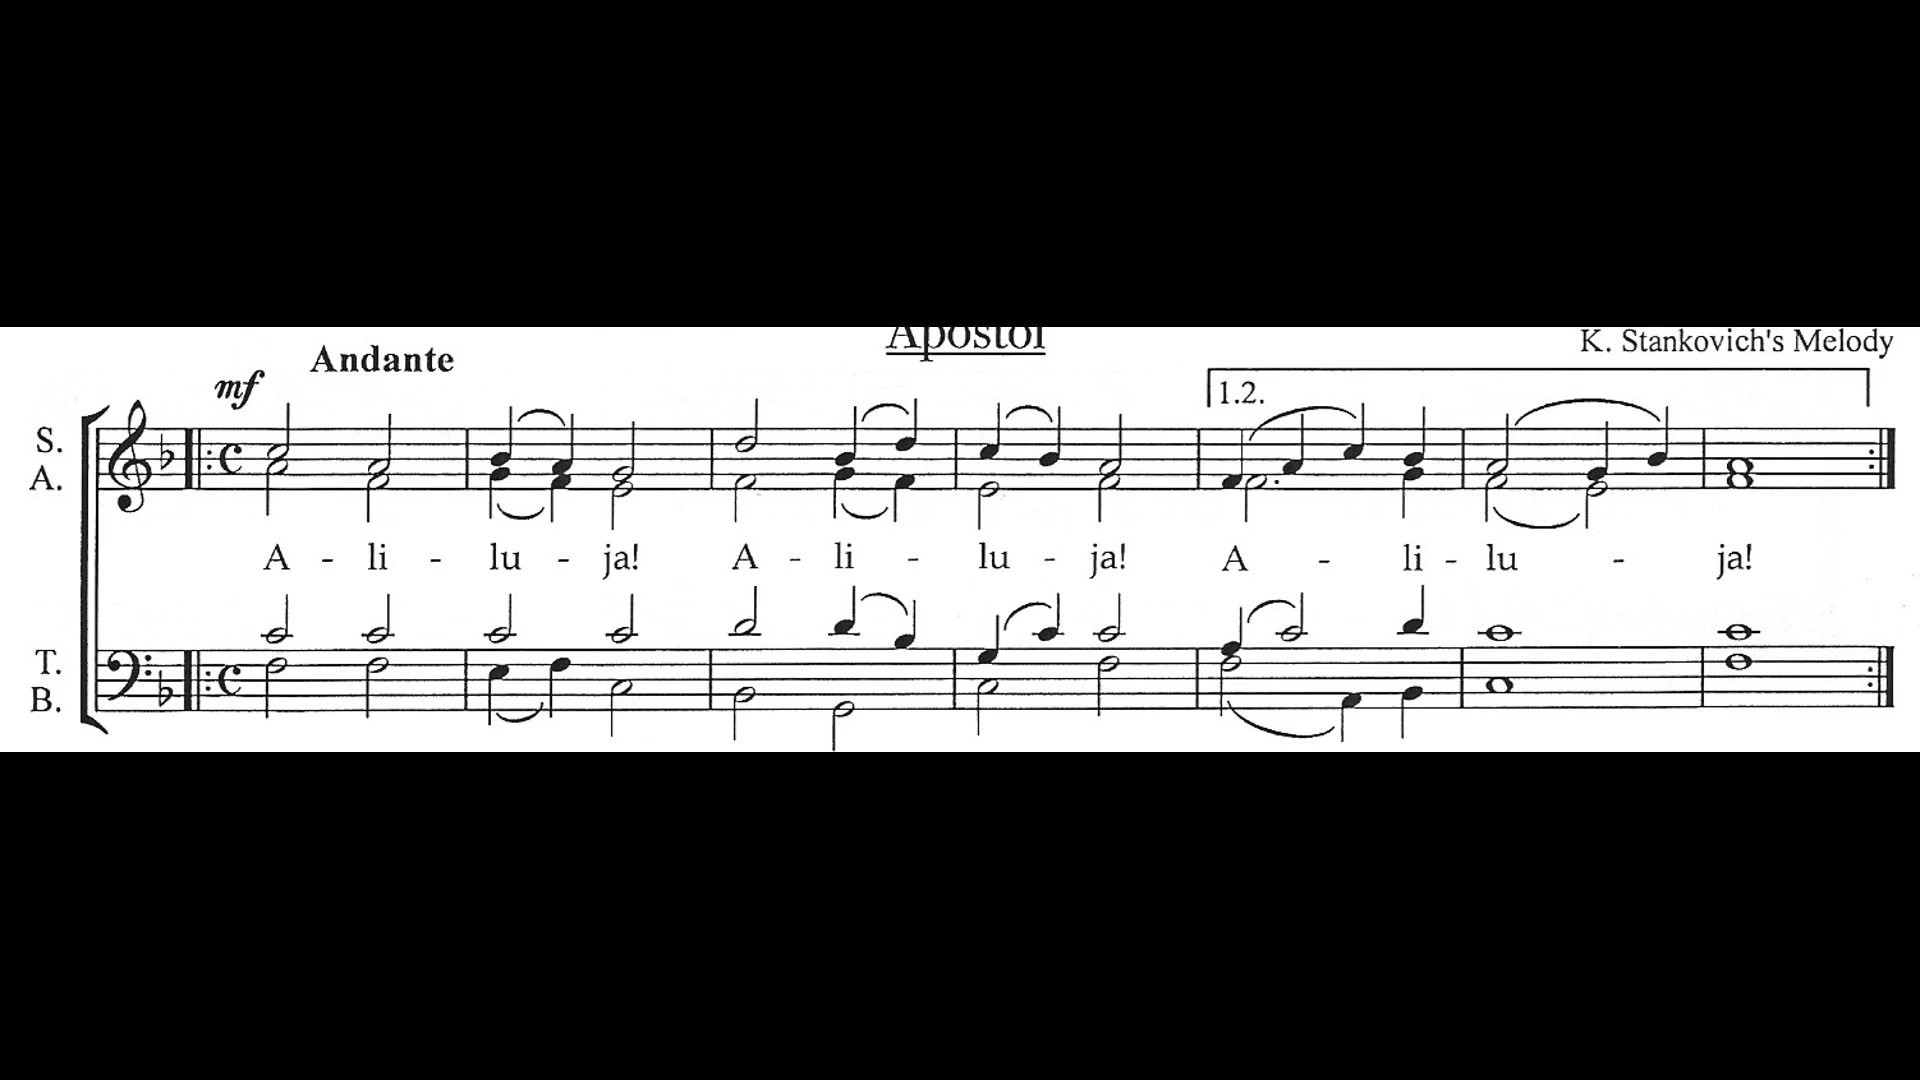 Apostol
K. Stankovich's Melody
Andante
mf
1.2.
S.
A.
A - li - lu - ja! A - li - lu - ja! A - li - lu - ja!
T.
B.